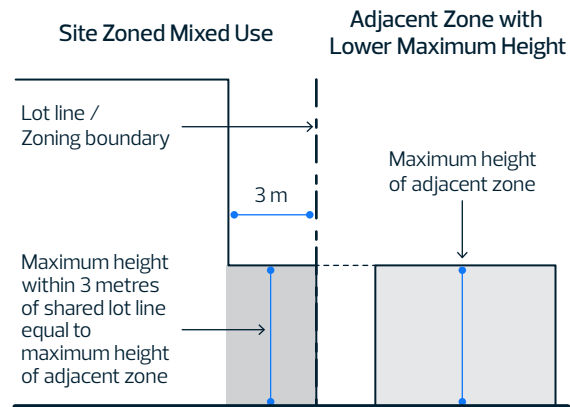 Site Zoned Mixed Use
Adjacent Zone with
Lower Maximum Height
Lot line /
Zoning boundary
Maximum height
of adjacent zone
3 m
Maximum height
within 3 metres
of shared lot line
equal to
maximum height
of adjacent zone